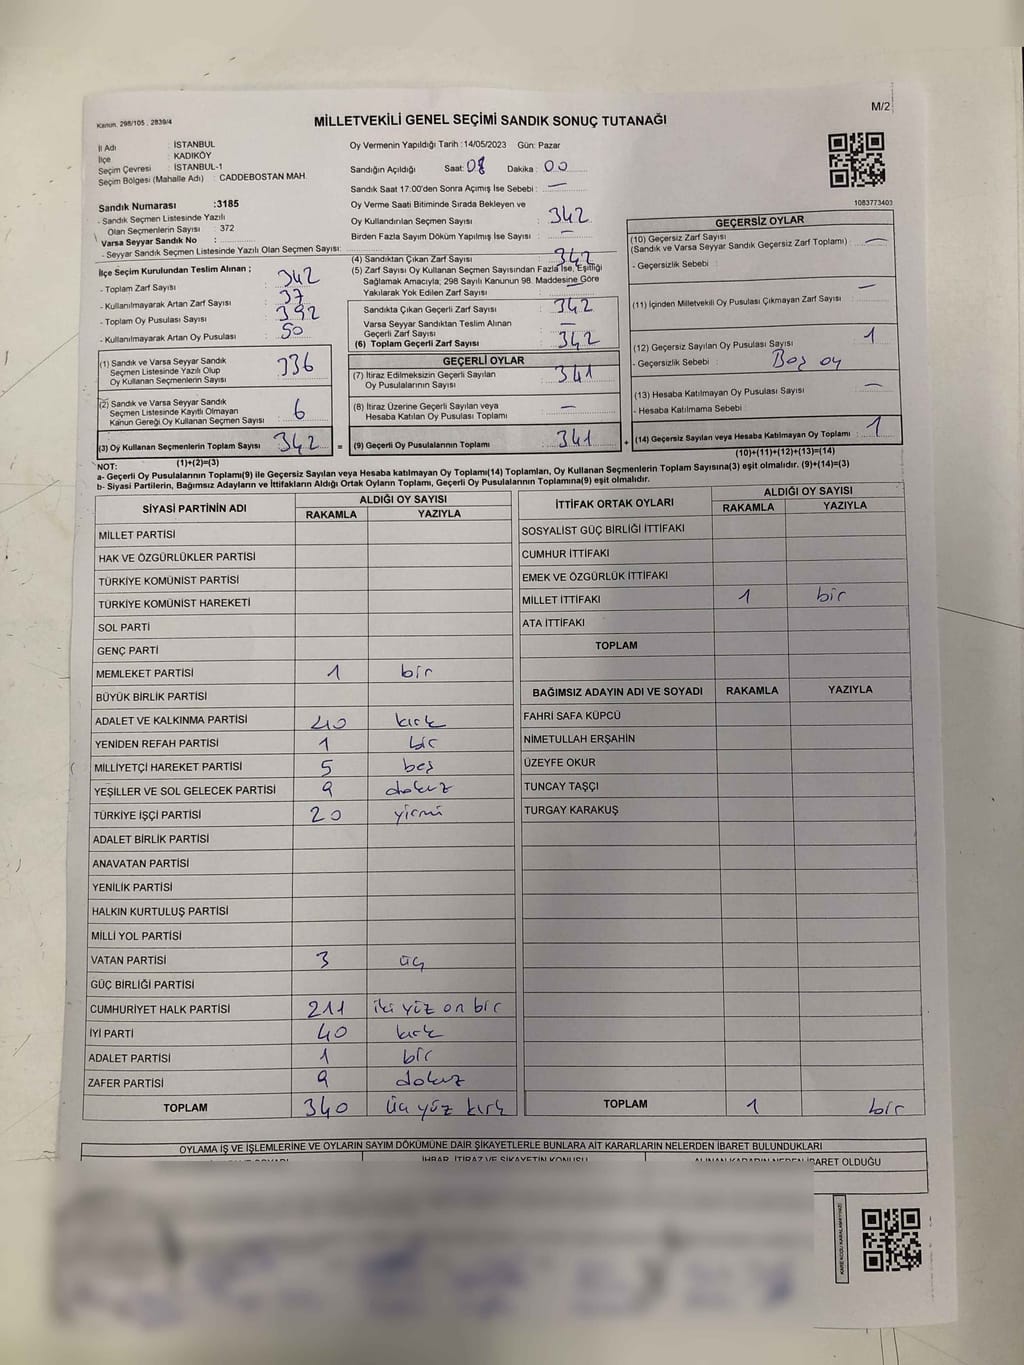 Kanun. 298/105 , 2839/4
M/2
MİLLETVEKİLİ GENEL SEÇİMİ SANDIK SONUÇ TUTANAĞI
İl Adı : İSTANBUL
İlçe : KADIKÖY
Seçim Çevresi : İSTANBUL-1
Seçim Bölgesi (Mahalle Adı) : CADDEBOSTAN MAH.
Oy Vermenin Yapıldığı Tarih :14/05/2023 Gün: Pazar
Sandığın Açıldığı Saat: 08 Dakika: 00
Sandık Saat 17:00'den Sonra Açımış İse Sebebi : —
Sandık Numarası :3185
- Sandık Seçmen Listesinde Yazılı
Olan Seçmenlerin Sayısı : 372
Varsa Seyyar Sandık No :
- Seyyar Sandık Seçmen Listesinde Yazılı Olan Seçmen Sayısı:
Oy Verme Saati Bitiminde Sırada Bekleyen ve
Oy Kullandırılan Seçmen Sayısı : 342
Birden Fazla Sayım Döküm Yapılmış İse Sayısı : —
1083773403
İlçe Seçim Kurulundan Teslim Alınan ;
- Toplam Zarf Sayısı : 342
- Kullanılmayarak Artan Zarf Sayısı : 37
- Toplam Oy Pusulası Sayısı : 392
- Kullanılmayarak Artan Oy Pusulası : 50
(1) Sandık ve Varsa Seyyar Sandık
Seçmen Listesinde Yazılı Olup
Oy Kullanan Seçmenlerin Sayısı : 336
(2) Sandık ve Varsa Seyyar Sandık
Seçmen Listesinde Kayıtlı Olmayan
Kanun Gereği Oy Kullanan Seçmen Sayısı : 6
(3) Oy Kullanan Seçmenlerin Toplam Sayısı : 342 =
(1)+(2)=(3)
(4) Sandıktan Çıkan Zarf Sayısı : 342
(5) Zarf Sayısı Oy Kullanan Seçmen Sayısından Fazla İse, Eşitliği
Sağlamak Amacıyla; 298 Sayılı Kanunun 98. Maddesine Göre
Yakılarak Yok Edilen Zarf Sayısı :
Sandıkta Çıkan Geçerli Zarf Sayısı : 342
Varsa Seyyar Sandıktan Teslim Alınan
Geçerli Zarf Sayısı : —
(6) Toplam Geçerli Zarf Sayısı : 342
GEÇERLİ OYLAR
(7) İtiraz Edilmeksizin Geçerli Sayılan
Oy Pusulalarının Sayısı : 341
(8) İtiraz Üzerine Geçerli Sayılan veya
Hesaba Katılan Oy Pusulası Toplamı : —
(9) Geçerli Oy Pusulalarının Toplamı : 341 +
GEÇERSİZ OYLAR
(10) Geçersiz Zarf Sayısı
(Sandık ve Varsa Seyyar Sandık Geçersiz Zarf Toplamı) : —
- Geçersizlik Sebebi :
(11) İçinden Milletvekili Oy Pusulası Çıkmayan Zarf Sayısı : —
(12) Geçersiz Sayılan Oy Pusulası Sayısı : 1
- Geçersizlik Sebebi : Boş oy
(13) Hesaba Katılmayan Oy Pusulası Sayısı : —
- Hesaba Katılmama Sebebi :
(14) Geçersiz Sayılan veya Hesaba Katılmayan Oy Toplamı : 1
(10)+(11)+(12)+(13)=(14)
NOT:
a- Geçerli Oy Pusulalarının Toplamı(9) ile Geçersiz Sayılan veya Hesaba katılmayan Oy Toplamı(14) Toplamları, Oy Kullanan Seçmenlerin Toplam Sayısına(3) eşit olmalıdır. (9)+(14)=(3)
b- Siyasi Partilerin, Bağımsız Adayların ve İttifakların Aldığı Ortak Oyların Toplamı, Geçerli Oy Pusulalarının Toplamına(9) eşit olmalıdır.
SİYASİ PARTİNİN ADI ALDIĞI OY SAYISI
RAKAMLA YAZIYLA
MİLLET PARTİSİ
HAK VE ÖZGÜRLÜKLER PARTİSİ
TÜRKİYE KOMÜNİST PARTİSİ
TÜRKİYE KOMÜNİST HAREKETİ
SOL PARTİ
GENÇ PARTİ
MEMLEKET PARTİSİ 1 bir
BÜYÜK BİRLİK PARTİSİ
ADALET VE KALKINMA PARTİSİ 40 kırk
YENİDEN REFAH PARTİSİ 1 bir
MİLLİYETÇİ HAREKET PARTİSİ 5 beş
YEŞİLLER VE SOL GELECEK PARTİSİ 9 dokuz
TÜRKİYE İŞÇİ PARTİSİ 20 yirmi
ADALET BİRLİK PARTİSİ
ANAVATAN PARTİSİ
YENİLİK PARTİSİ
HALKIN KURTULUŞ PARTİSİ
MİLLİ YOL PARTİSİ
VATAN PARTİSİ 3 üç
GÜÇ BİRLİĞİ PARTİSİ
CUMHURİYET HALK PARTİSİ 211 iki yüz on bir
İYİ PARTİ 40 kırk
ADALET PARTİSİ 1 bir
ZAFER PARTİSİ 9 dokuz
TOPLAM 340 üç yüz kırk
İTTİFAK ORTAK OYLARI ALDIĞI OY SAYISI
RAKAMLA YAZIYLA
SOSYALİST GÜÇ BİRLİĞİ İTTİFAKI
CUMHUR İTTİFAKI
EMEK VE ÖZGÜRLÜK İTTİFAKI
MİLLET İTTİFAKI 1 bir
ATA İTTİFAKI
TOPLAM
BAĞIMSIZ ADAYIN ADI VE SOYADI RAKAMLA YAZIYLA
FAHRİ SAFA KÜPCÜ
NİMETULLAH ERŞAHİN
ÜZEYFE OKUR
TUNCAY TAŞÇI
TURGAY KARAKUŞ
TOPLAM 1 bir
OYLAMA İŞ VE İŞLEMLERİNE VE OYLARIN SAYIM DÖKÜMÜNE DAİR ŞİKAYETLERLE BUNLARA AİT KARARLARIN NELERDEN İBARET BULUNDUKLARI
İHBAR, İTİRAZ VE ŞİKAYETİN KONUSU
ALINAN KARARIN NEDEN İBARET OLDUĞU